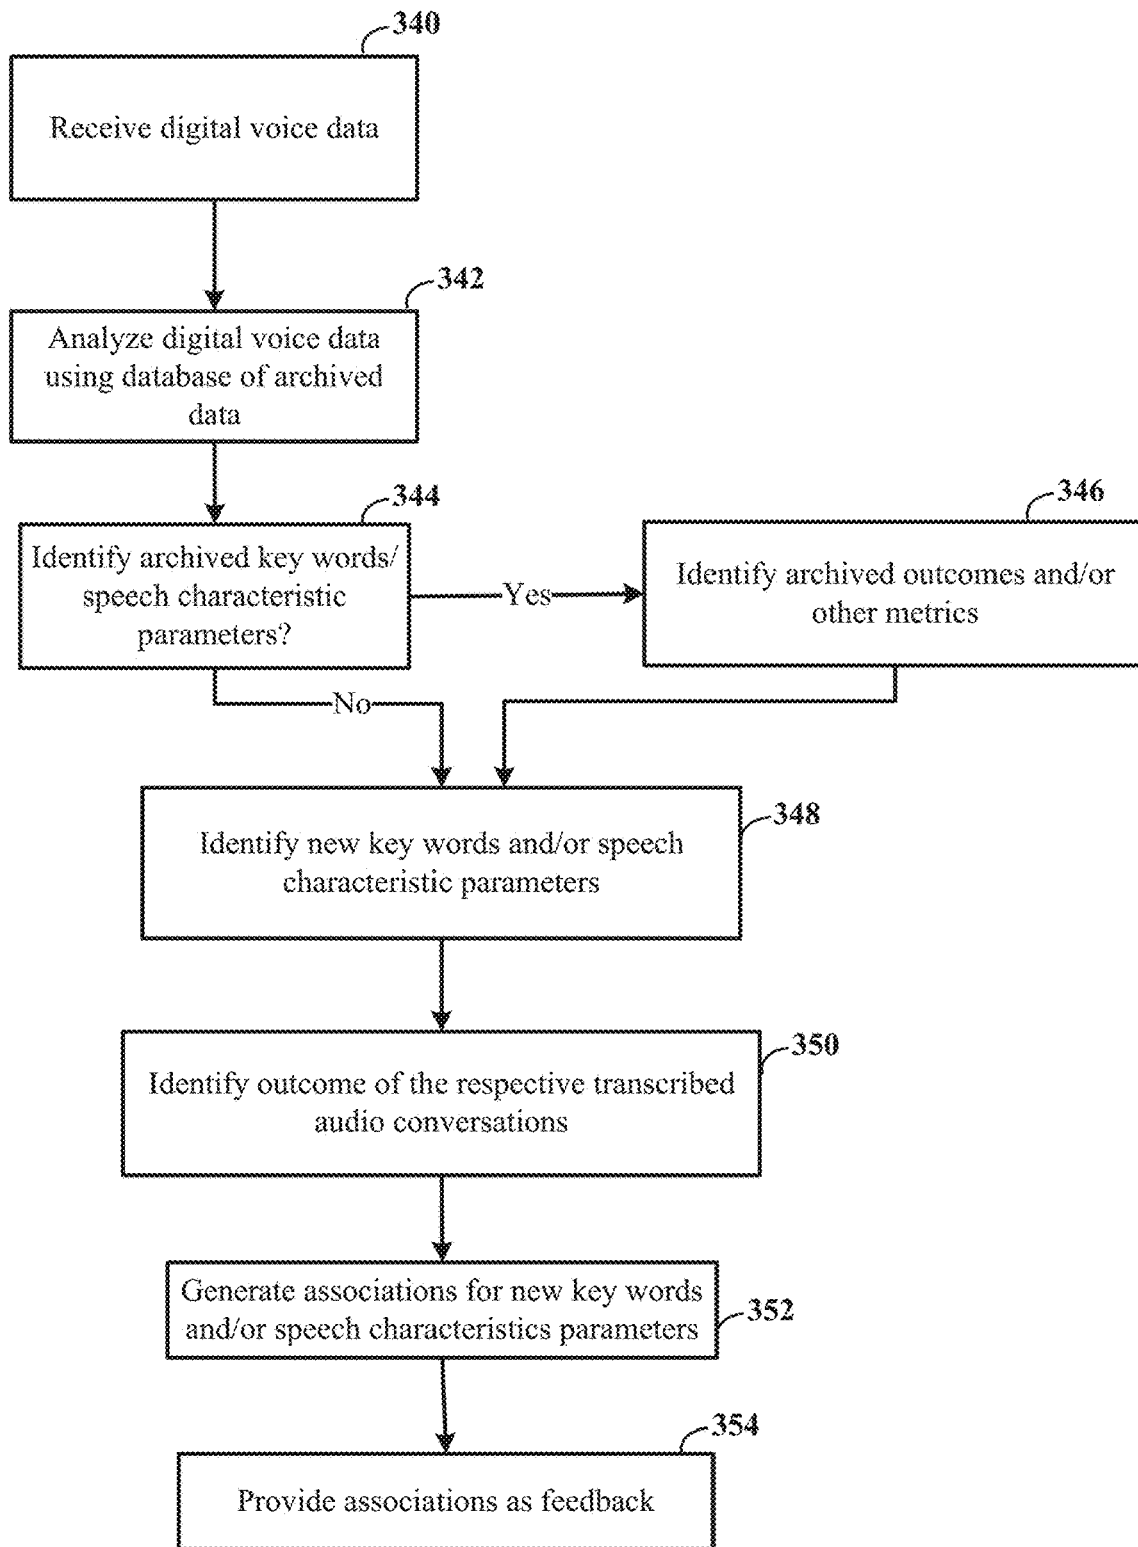 340
Receive digital voice data
342
Analyze digital voice data
using database of archived
data
344
Identify archived key words/
speech characteristic
parameters?
Yes
346
Identify archived outcomes and/or
other metrics
No
348
Identify new key words and/or speech
characteristic parameters
350
Identify outcome of the respective transcribed
audio conversations
Generate associations for new key words
and/or speech characteristics parameters
352
354
Provide associations as feedback